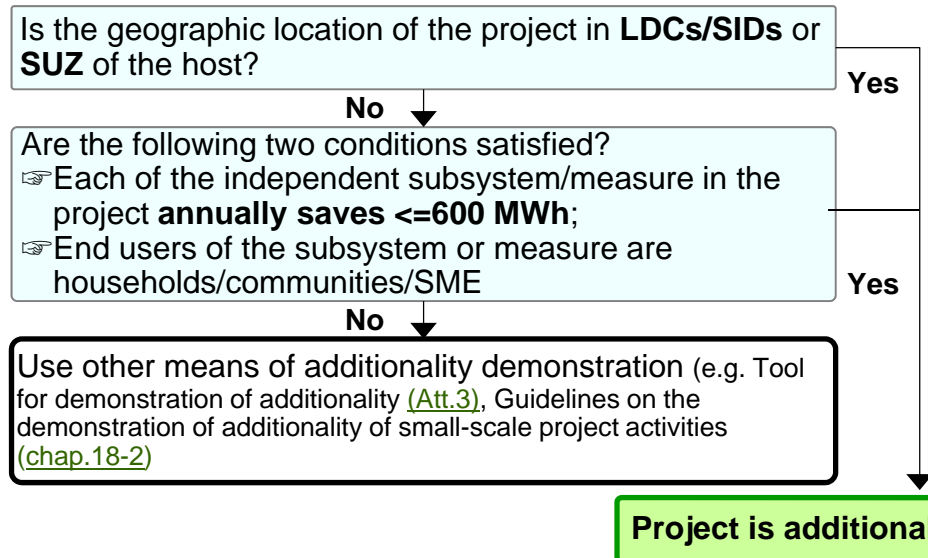 Is the geographic location of the project in LDCs/SIDs or
SUZ of the host?
Yes
No
Are the following two conditions satisfied?
☞Each of the independent subsystem/measure in the
project annually saves <=600 MWh;
☞End users of the subsystem or measure are
households/communities/SME
Yes
No
Use other means of additionality demonstration (e.g. Tool
for demonstration of additionality (Att.3), Guidelines on the
demonstration of additionality of small-scale project activities
(chap.18-2)
Project is additional